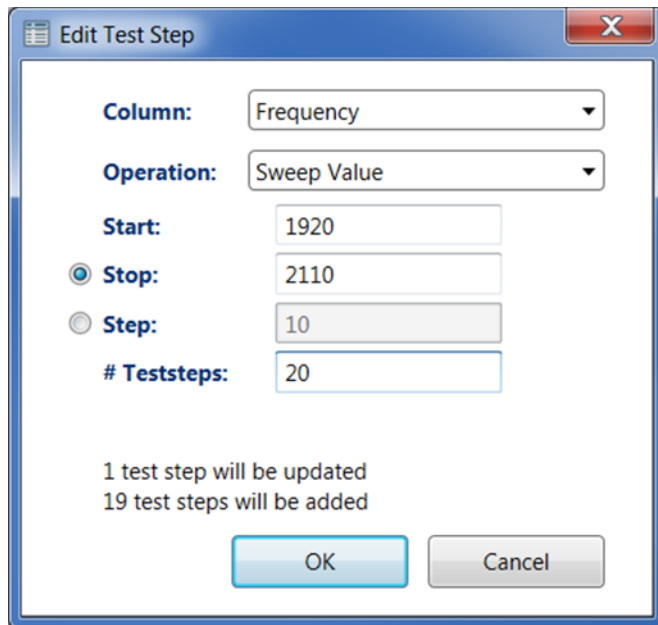 Edit Test Step
Column: Frequency
Operation: Sweep Value
Start: 1920
Stop: 2110
Step: 10
# Teststeps: 20
1 test step will be updated
19 test steps will be added
OK Cancel